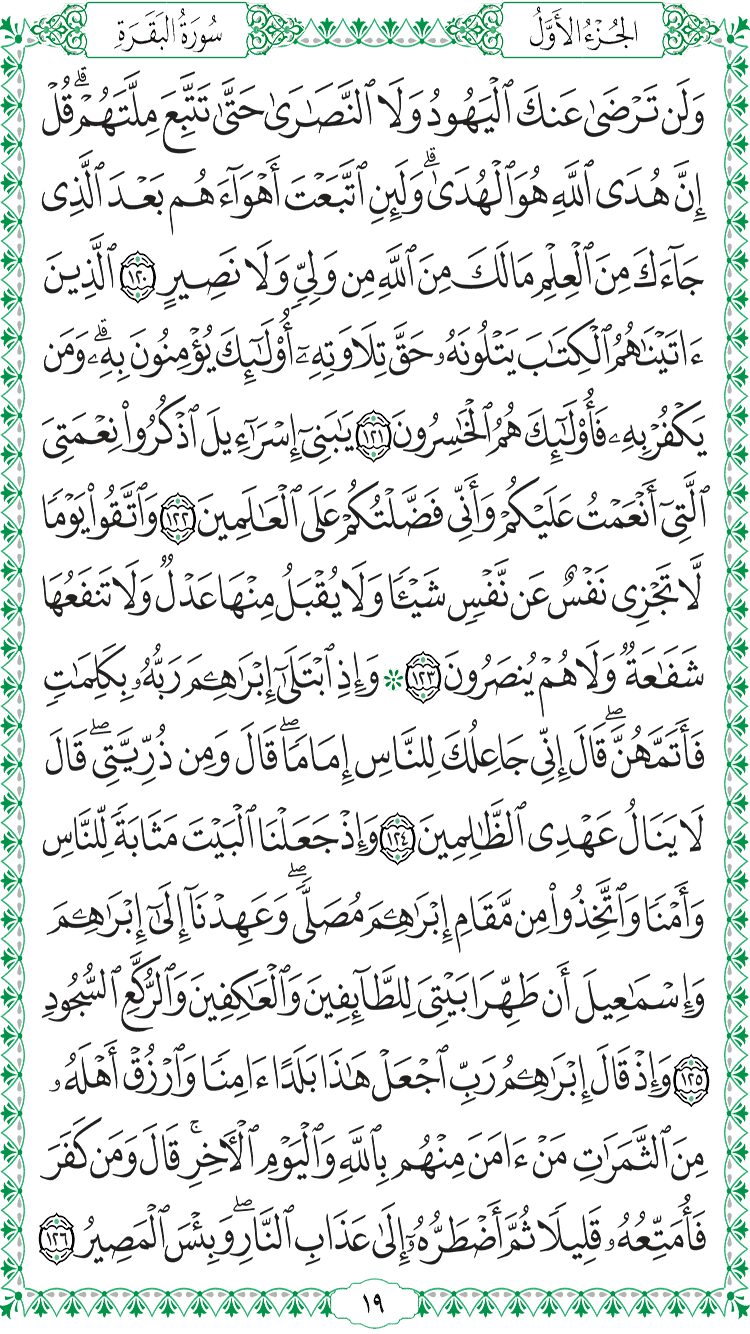 الجُزْءُ الأَوَّلُ
سُورَةُ البَقَرَةِ
وَلَن تَرْضَىٰ عَنكَ ٱلْيَهُودُ وَلَا ٱلنَّصَٰرَىٰ حَتَّىٰ تَتَّبِعَ مِلَّتَهُمْۗ قُلْ
إِنَّ هُدَى ٱللَّهِ هُوَ ٱلْهُدَىٰۗ وَلَئِنِ ٱتَّبَعْتَ أَهْوَآءَهُم بَعْدَ ٱلَّذِى
جَآءَكَ مِنَ ٱلْعِلْمِ مَا لَكَ مِنَ ٱللَّهِ مِن وَلِىٍّ وَلَا نَصِيرٍ ١٢٠ ٱلَّذِينَ
ءَاتَيْنَٰهُمُ ٱلْكِتَٰبَ يَتْلُونَهُۥ حَقَّ تِلَاوَتِهِۦٓ أُو۟لَٰٓئِكَ يُؤْمِنُونَ بِهِۦۗ وَمَن
يَكْفُرْ بِهِۦ فَأُو۟لَٰٓئِكَ هُمُ ٱلْخَٰسِرُونَ ١٢١ يَٰبَنِىٓ إِسْرَٰٓءِيلَ ٱذْكُرُوا۟ نِعْمَتِىَ
ٱلَّتِىٓ أَنْعَمْتُ عَلَيْكُمْ وَأَنِّى فَضَّلْتُكُمْ عَلَى ٱلْعَٰلَمِينَ ١٢٢ وَٱتَّقُوا۟ يَوْمًا
لَّا تَجْزِى نَفْسٌ عَن نَّفْسٍ شَيْـًٔا وَلَا يُقْبَلُ مِنْهَا عَدْلٌ وَلَا تَنفَعُهَا
شَفَٰعَةٌ وَلَا هُمْ يُنصَرُونَ ١٢٣ ۞ وَإِذِ ٱبْتَلَىٰٓ إِبْرَٰهِـۧمَ رَبُّهُۥ بِكَلِمَٰتٍ
فَأَتَمَّهُنَّۖ قَالَ إِنِّى جَاعِلُكَ لِلنَّاسِ إِمَامًاۖ قَالَ وَمِن ذُرِّيَّتِىۖ قَالَ
لَا يَنَالُ عَهْدِى ٱلظَّٰلِمِينَ ١٢٤ وَإِذْ جَعَلْنَا ٱلْبَيْتَ مَثَابَةً لِّلنَّاسِ
وَأَمْنًا وَٱتَّخِذُوا۟ مِن مَّقَامِ إِبْرَٰهِـۧمَ مُصَلًّىۖ وَعَهِدْنَآ إِلَىٰٓ إِبْرَٰهِـۧمَ
وَإِسْمَٰعِيلَ أَن طَهِّرَا بَيْتِىَ لِلطَّآئِفِينَ وَٱلْعَٰكِفِينَ وَٱلرُّكَّعِ ٱلسُّجُودِ
١٢٥ وَإِذْ قَالَ إِبْرَٰهِـۧمُ رَبِّ ٱجْعَلْ هَٰذَا بَلَدًا ءَامِنًا وَٱرْزُقْ أَهْلَهُۥ
مِنَ ٱلثَّمَرَٰتِ مَنْ ءَامَنَ مِنْهُم بِٱللَّهِ وَٱلْيَوْمِ ٱلْـَٔاخِرِۚ قَالَ وَمَن كَفَرَ
فَأُمَتِّعُهُۥ قَلِيلًا ثُمَّ أَضْطَرُّهُۥٓ إِلَىٰ عَذَابِ ٱلنَّارِۖ وَبِئْسَ ٱلْمَصِيرُ ١٢٦
١٩